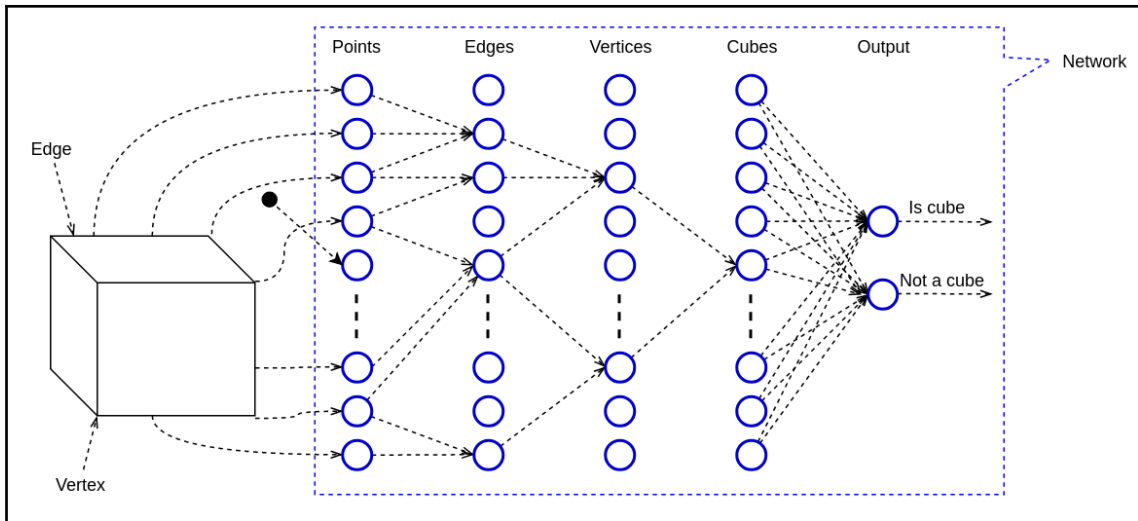 Points Edges Vertices Cubes Output
Network
Edge
Is cube
Not a cube
Vertex